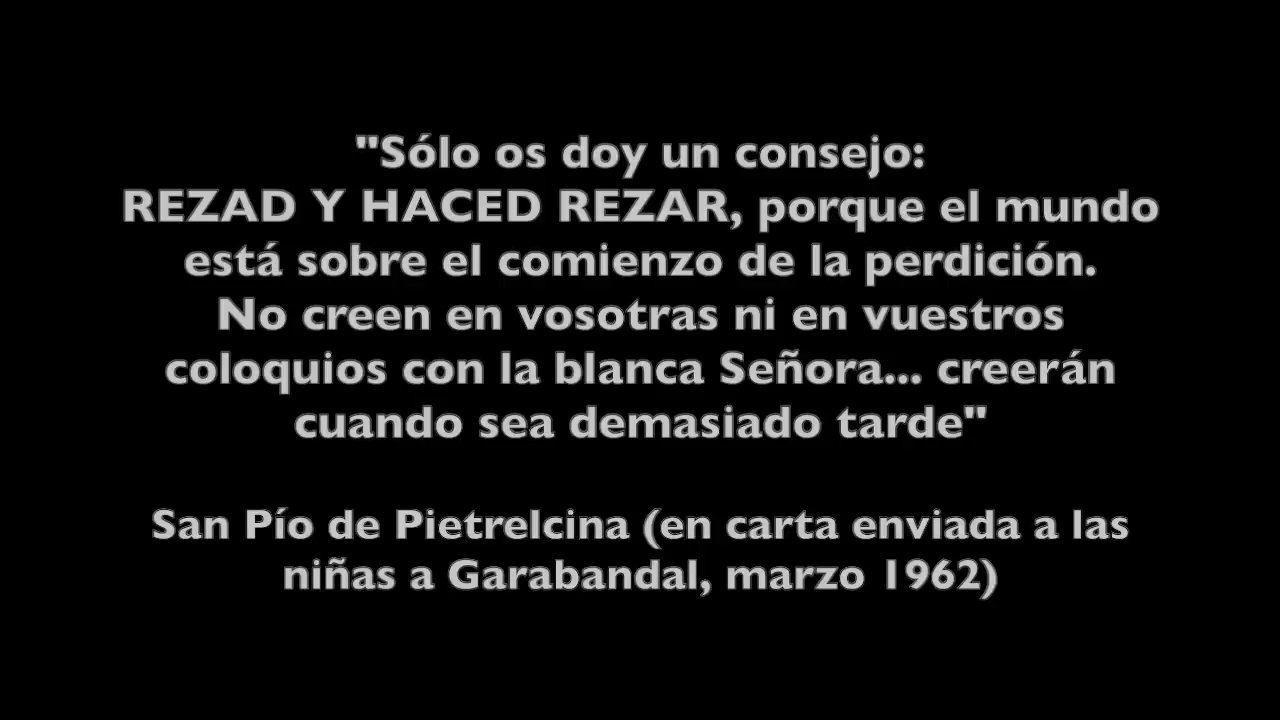 "Sólo os doy un consejo:
REZAD Y HACED REZAR, porque el mundo
está sobre el comienzo de la perdición.
No creen en vosotras ni en vuestros
coloquios con la blanca Señora... creerán
cuando sea demasiado tarde"
San Pío de Pietrelcina (en carta enviada a las
niñas a Garabandal, marzo 1962)